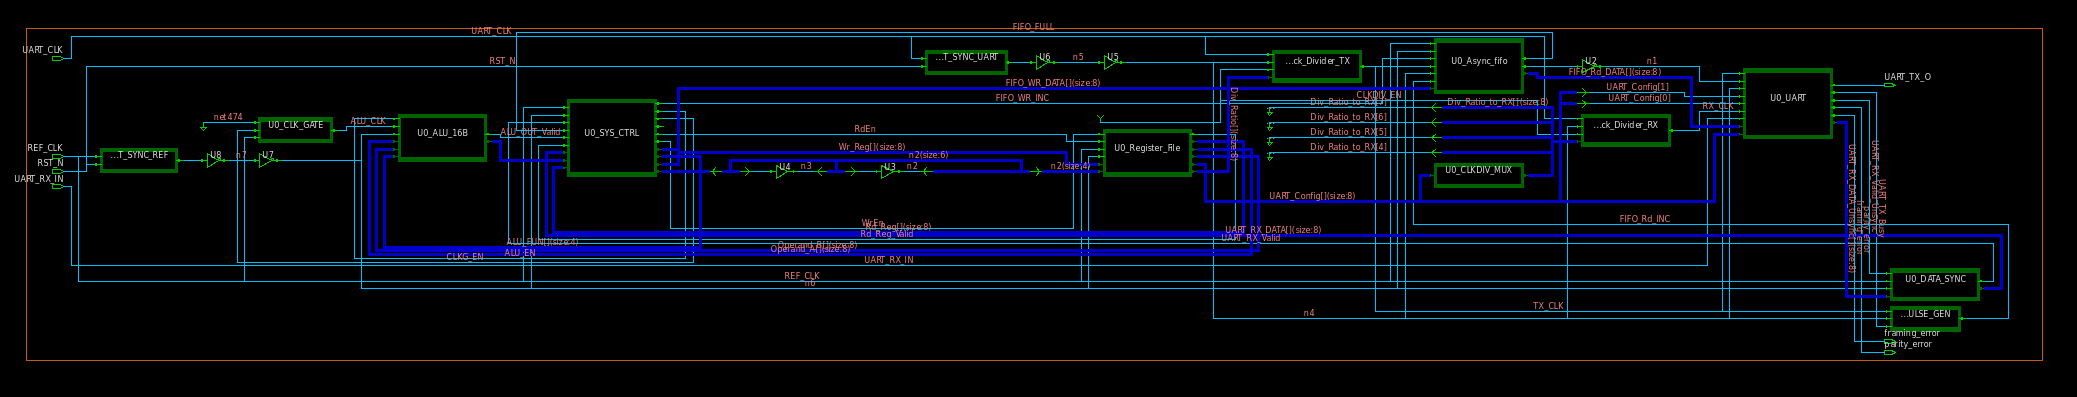 FIFO_FULL
UART_CLK
UART_CLK
RST_N
...T_SYNC_UART
U6
n5
U5
...ck_Divider_TX
U0_Async_fifo
U2
n1
FIFO_Rd_DATA[](size:8)
UART_TX_O
FIFO_WR_DATA[](size:8)
FIFO_WR_INC
CLKDIV_EN
Div_Ratio_to_RX[7]
Div_Ratio_to_RX[](size:8)
UART_Config[1]
UART_Config[0]
RX_CLK
U0_UART
Div_Ratio[](size:8)
net474
ALU_CLK
U0_CLK_GATE
U0_ALU_16B
ALU_OUT_Valid
U0_SYS_CTRL
RdEn
Div_Ratio_to_RX[6]
Div_Ratio_to_RX[5]
Div_Ratio_to_RX[4]
...ck_Divider_RX
REF_CLK
RST_N
UART_RX_IN
...T_SYNC_REF
U8
n7
U7
Wr_Reg[](size:8)
n2(size:6)
U4
n3
U3
n2
n2(size:4)
U0_Register_file
U0_CLKDIV_MUX
UART_Config[](size:8)
FIFO_Rd_INC
WrEn
Rd_Reg[](size:8)
Rd_Reg_Valid
UART_RX_DATA[](size:8)
UART_RX_Valid
ALU_FUN[](size:4)
Operand_B[](size:8)
Operand_A[](size:8)
ALU_EN
CLKG_EN
UART_RX_IN
REF_CLK
n6
UART_TX_Busy
parity_error
framing_error
U0_DATA_SYNC
TX_CLK
n4
...ULSE_GEN
framing_error
parity_error